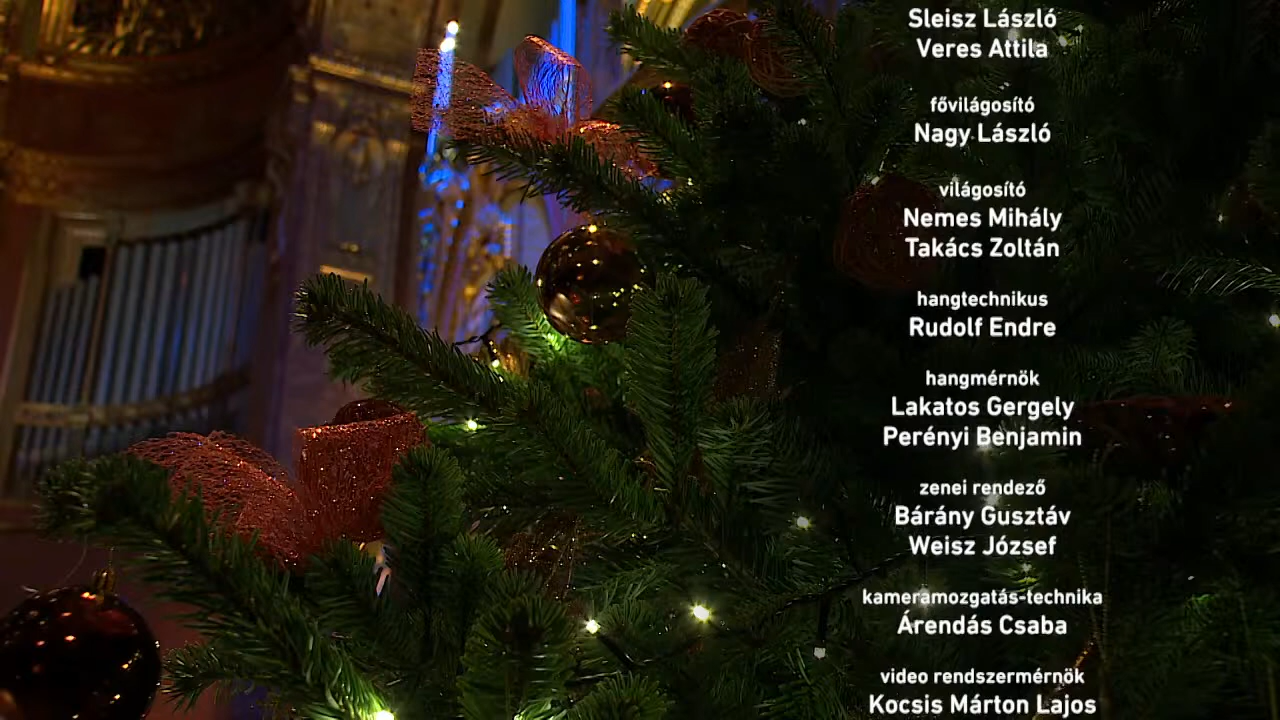 Sleisz László
Veres Attila
fővilágosító
Nagy László
világosító
Nemes Mihály
Takács Zoltán
hangtechnikus
Rudolf Endre
hangmérnök
Lakatos Gergely
Perényi Benjamin
zenei rendező
Bárány Gusztáv
Weisz József
kameramozgatás-technika
Árendás Csaba
video rendszermérnök
Kocsis Márton Lajos